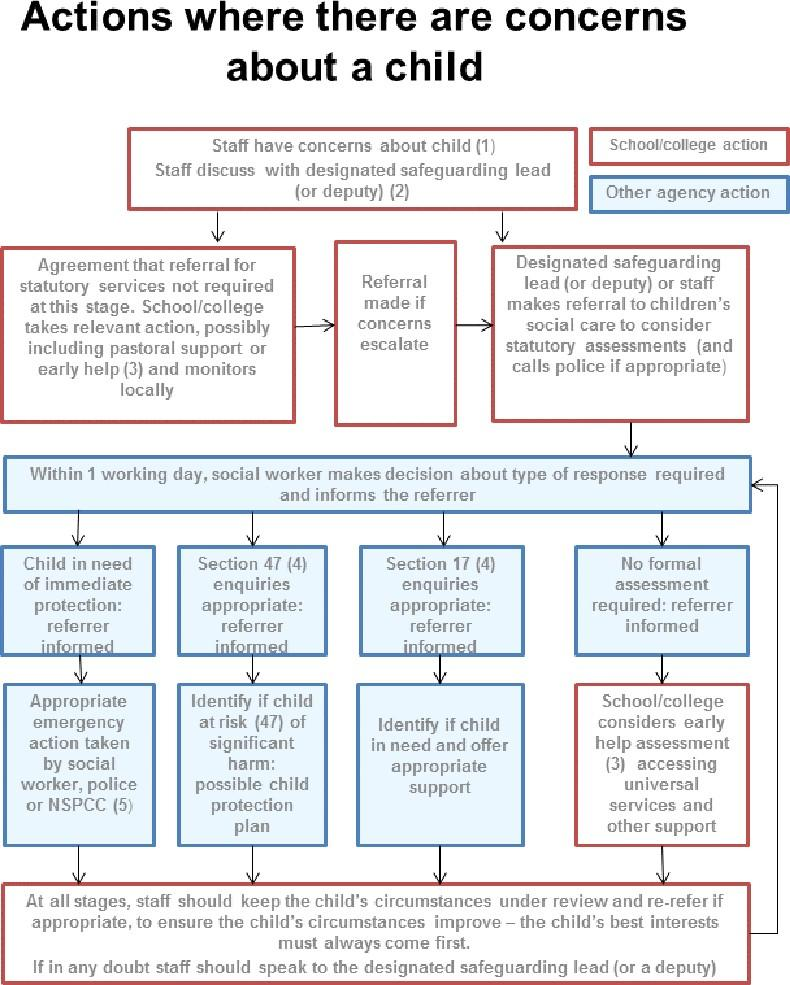 Actions where there are concerns
about a child
Staff have concerns about child (1)
Staff discuss with designated safeguarding lead
(or deputy) (2)
School/college action
Other agency action
Agreement that referral for
statutory services not required
at this stage. School/college
takes relevant action, possibly
including pastoral support or
early help (3) and monitors
locally
Referral
made if
concerns
escalate
Designated safeguarding
lead (or deputy) or staff
makes referral to children’s
social care to consider
statutory assessments (and
calls police if appropriate)
Within 1 working day, social worker makes decision about type of response required
and informs the referrer
Child in need
of immediate
protection:
referrer
informed
Section 47 (4)
enquiries
appropriate:
referrer
informed
Section 17 (4)
enquiries
appropriate:
referrer
informed
No formal
assessment
required: referrer
informed
Appropriate
emergency
action taken
by social
worker, police
or NSPCC (5)
Identify if child
at risk (47) of
significant
harm:
possible child
protection
plan
Identify if child
in need and offer
appropriate
support
School/college
considers early
help assessment
(3) accessing
universal
services and
other support
At all stages, staff should keep the child’s circumstances under review and re-refer if
appropriate, to ensure the child’s circumstances improve – the child’s best interests
must always come first.
If in any doubt staff should speak to the designated safeguarding lead (or a deputy)